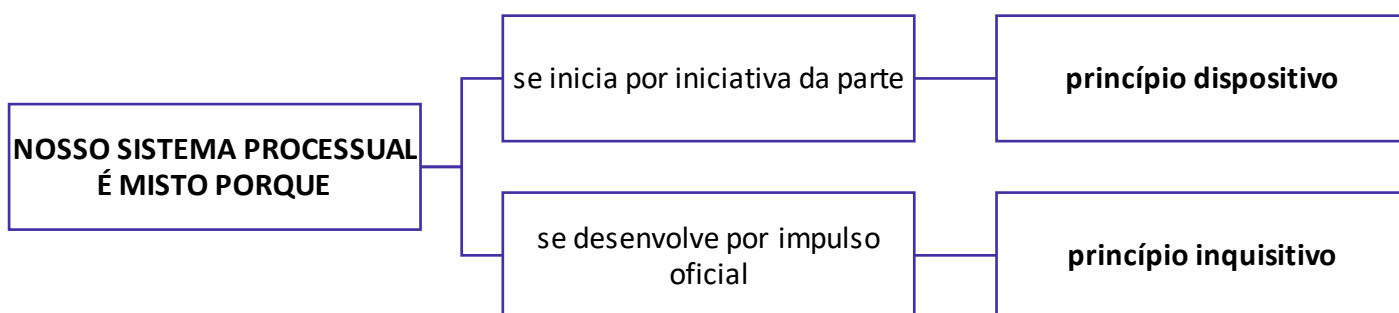 NOSSO SISTEMA PROCESSUAL
É MISTO PORQUE
se inicia por iniciativa da parte
princípio dispositivo
se desenvolve por impulso
oficial
princípio inquisitivo